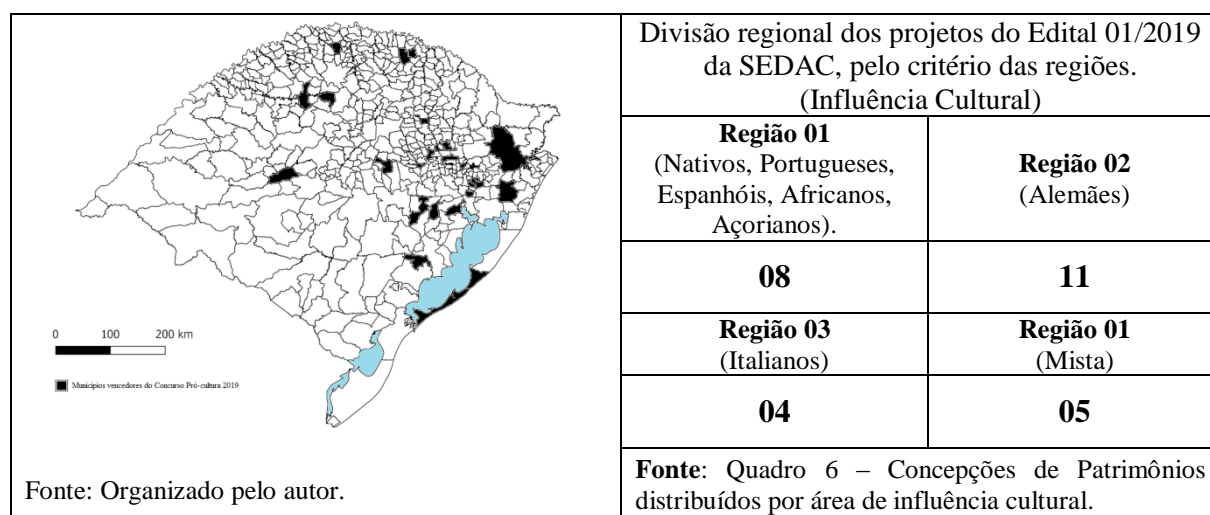 0 100 200 km
Municípios vencedores do Concurso Pró-cultura 2019
Fonte: Organizado pelo autor.
Divisão regional dos projetos do Edital 01/2019
da SEDAC, pelo critério das regiões.
(Influência Cultural)
Região 01
(Nativos, Portugueses,
Espanhóis, Africanos,
Açorianos).
Região 02
(Alemães)
08
11
Região 03
(Italianos)
Região 01
(Mista)
04
05
Fonte: Quadro 6 – Concepções de Patrimônios
distribuídos por área de influência cultural.